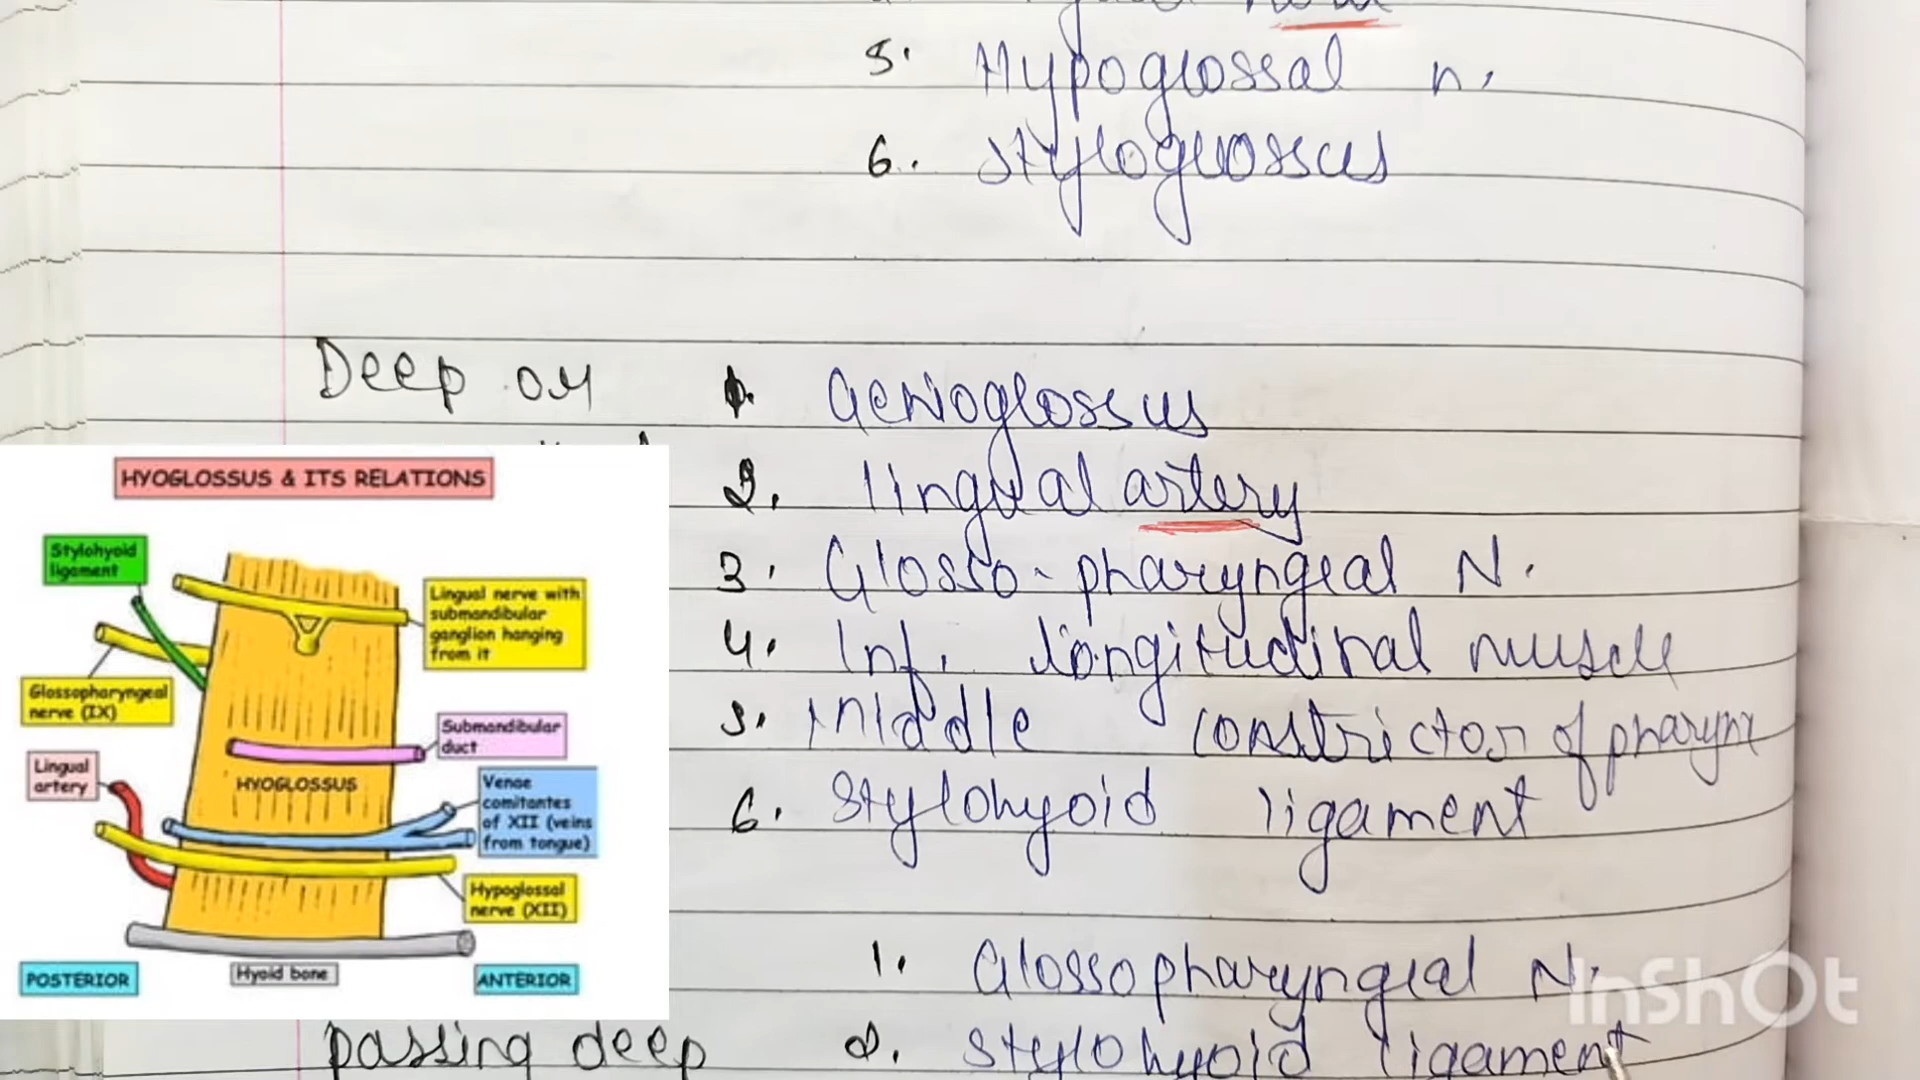 5. Hypoglossal n.
6. Styloglossus
Deep or
1. Genioglossus
2. lingual artery
3. Glosso-pharyngeal N.
4. Inf. longitudinal muscle
5. Middle constrictor of pharynx
6. Stylohyoid ligament
HYOGLOSSUS & ITS RELATIONS
Stylohyoid
ligament
Lingual nerve with
submandibular
ganglion hanging
from it
Glossopharyngeal
nerve (IX)
Submandibular
duct
Lingual
artery
HYOGLOSSUS
Venae
comitantes
of XII (veins
from tongue)
Hypoglossal
nerve (XII)
POSTERIOR
Hyoid bone
ANTERIOR
1. Glossopharyngeal N.
InShOt
passing deep
2. Stylohyoid ligament